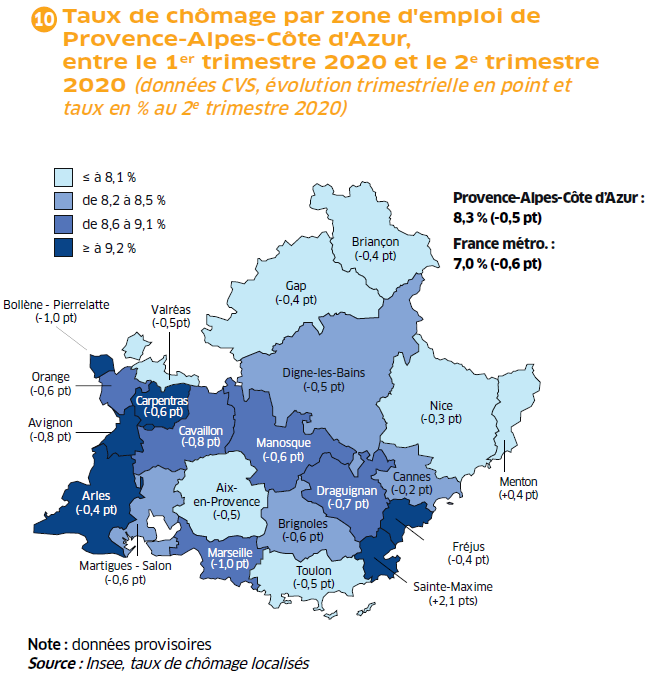 10 Taux de chômage par zone d'emploi de
Provence-Alpes-Côte d'Azur,
entre le 1er trimestre 2020 et le 2e trimestre
2020 (données CVS, évolution trimestrielle en point et
taux en % au 2e trimestre 2020)
≤ à 8,1 %
de 8,2 à 8,5 %
de 8,6 à 9,1 %
≥ à 9,2 %
Provence-Alpes-Côte d'Azur :
8,3 % (-0,5 pt)
France métro. :
7,0 % (-0,6 pt)
Briançon
(-0,4 pt)
Gap
(-0,4 pt)
Bollène - Pierrelatte
(-1,0 pt)
Valréas
(-0,5pt)
Orange
(-0,6 pt)
Carpentras
(-0,6 pt)
Digne-les-Bains
(-0,5 pt)
Avignon
(-0,8 pt)
Cavaillon
(-0,8 pt)
Manosque
(-0,6 pt)
Nice
(-0,3 pt)
Menton
(+0,4 pt)
Arles
(-0,4 pt)
Aix-
en-Provence
(-0,5)
Draguignan
(-0,7 pt)
Cannes
(-0,2 pt)
Brignoles
(-0,6 pt)
Martigues - Salon
(-0,6 pt)
Marseille
(-1,0 pt)
Toulon
(-0,5 pt)
Fréjus
(-0,4 pt)
Sainte-Maxime
(+2,1 pts)
Note : données provisoires
Source : Insee, taux de chômage localisés